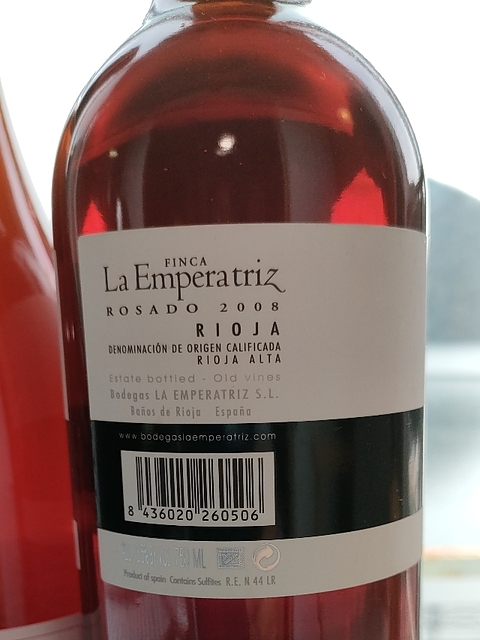 FINCA
La Emperatriz
ROSADO 2008
RIOJA
DENOMINACIÓN DE ORIGEN CALIFICADA
RIOJA ALTA
Estate bottled - Old vines
Bodegas LA EMPERATRIZ S.L.
Baños de Rioja España
www.bodegaslaemperatriz.com
8 436020 260506
ML
Product of spain Contains Sulfites R.E. N 44 LR